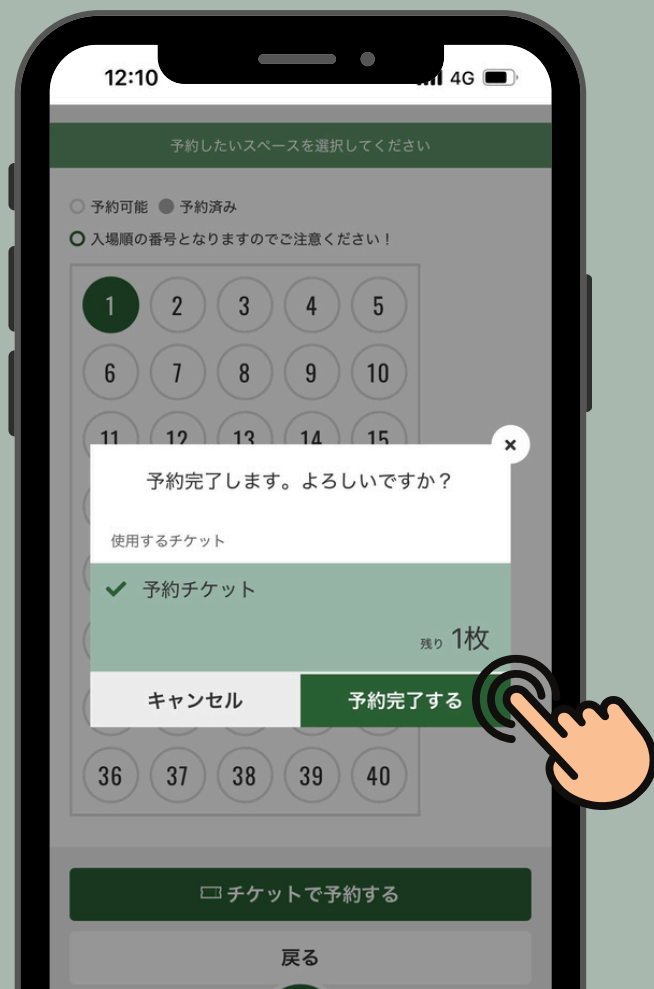 12:10
4G
予約したいスペースを選択してください
予約可能 予約済み
入場順の番号となりますのでご注意ください！
1 2 3 4 5
6 7 8 9 10
11 12 13 14 15
×
予約完了します。よろしいですか？
使用するチケット
予約チケット
残り 1枚
キャンセル 予約完了する
36 37 38 39 40
チケットで予約する
戻る